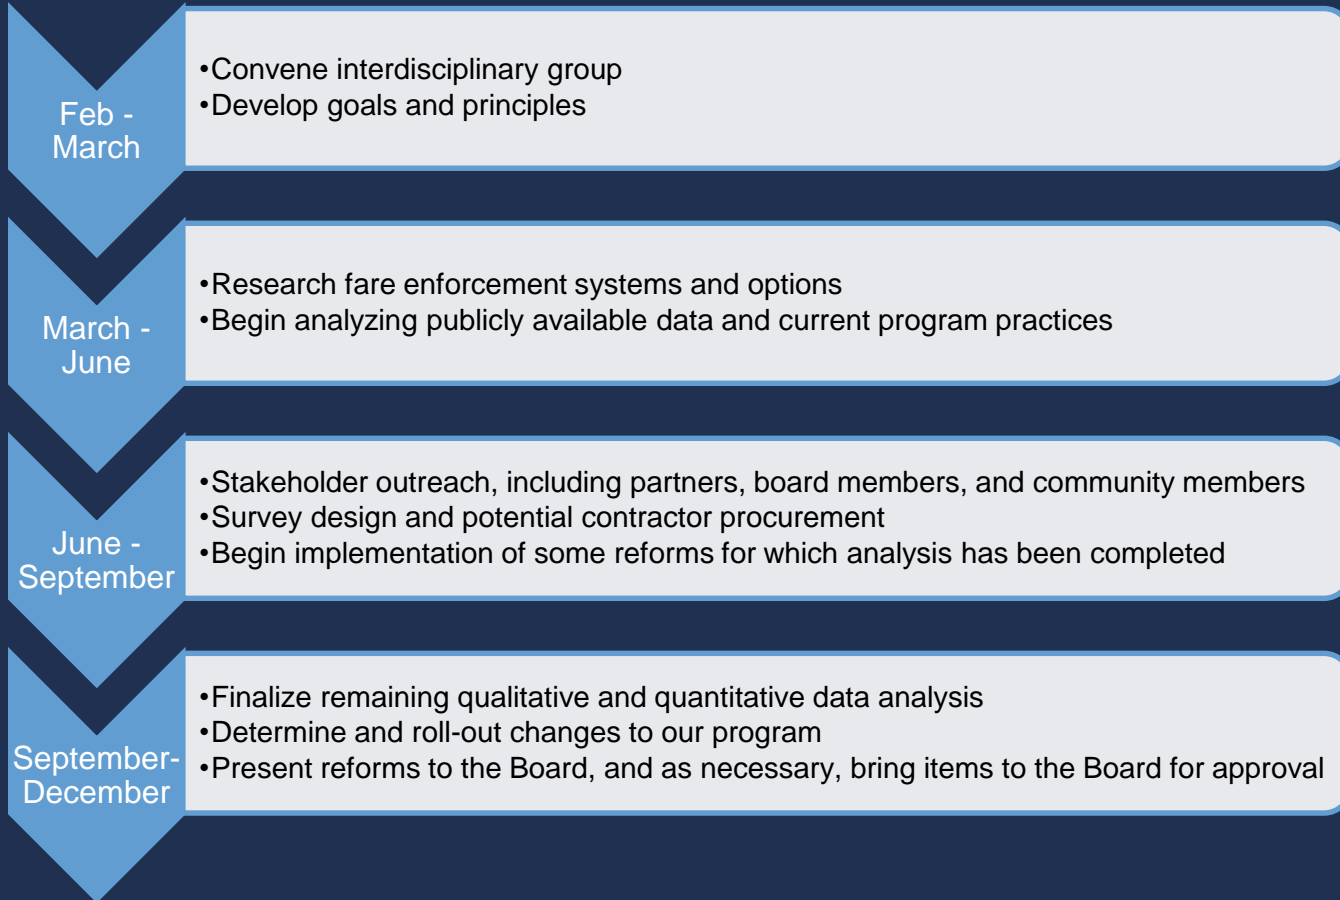 Feb -
March
•Convene interdisciplinary group
•Develop goals and principles
March -
June
•Research fare enforcement systems and options
•Begin analyzing publicly available data and current program practices
June -
September
•Stakeholder outreach, including partners, board members, and community members
•Survey design and potential contractor procurement
•Begin implementation of some reforms for which analysis has been completed
September-
December
•Finalize remaining qualitative and quantitative data analysis
•Determine and roll-out changes to our program
•Present reforms to the Board, and as necessary, bring items to the Board for approval